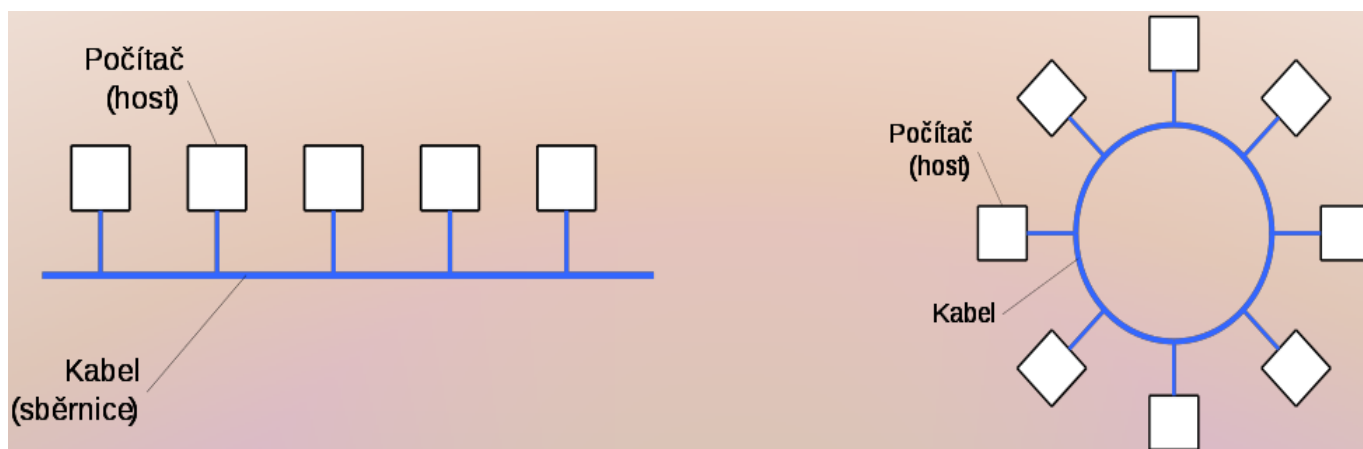 Počítač
(host)
Kabel
(sběrnice)
Počítač
(host)
Kabel